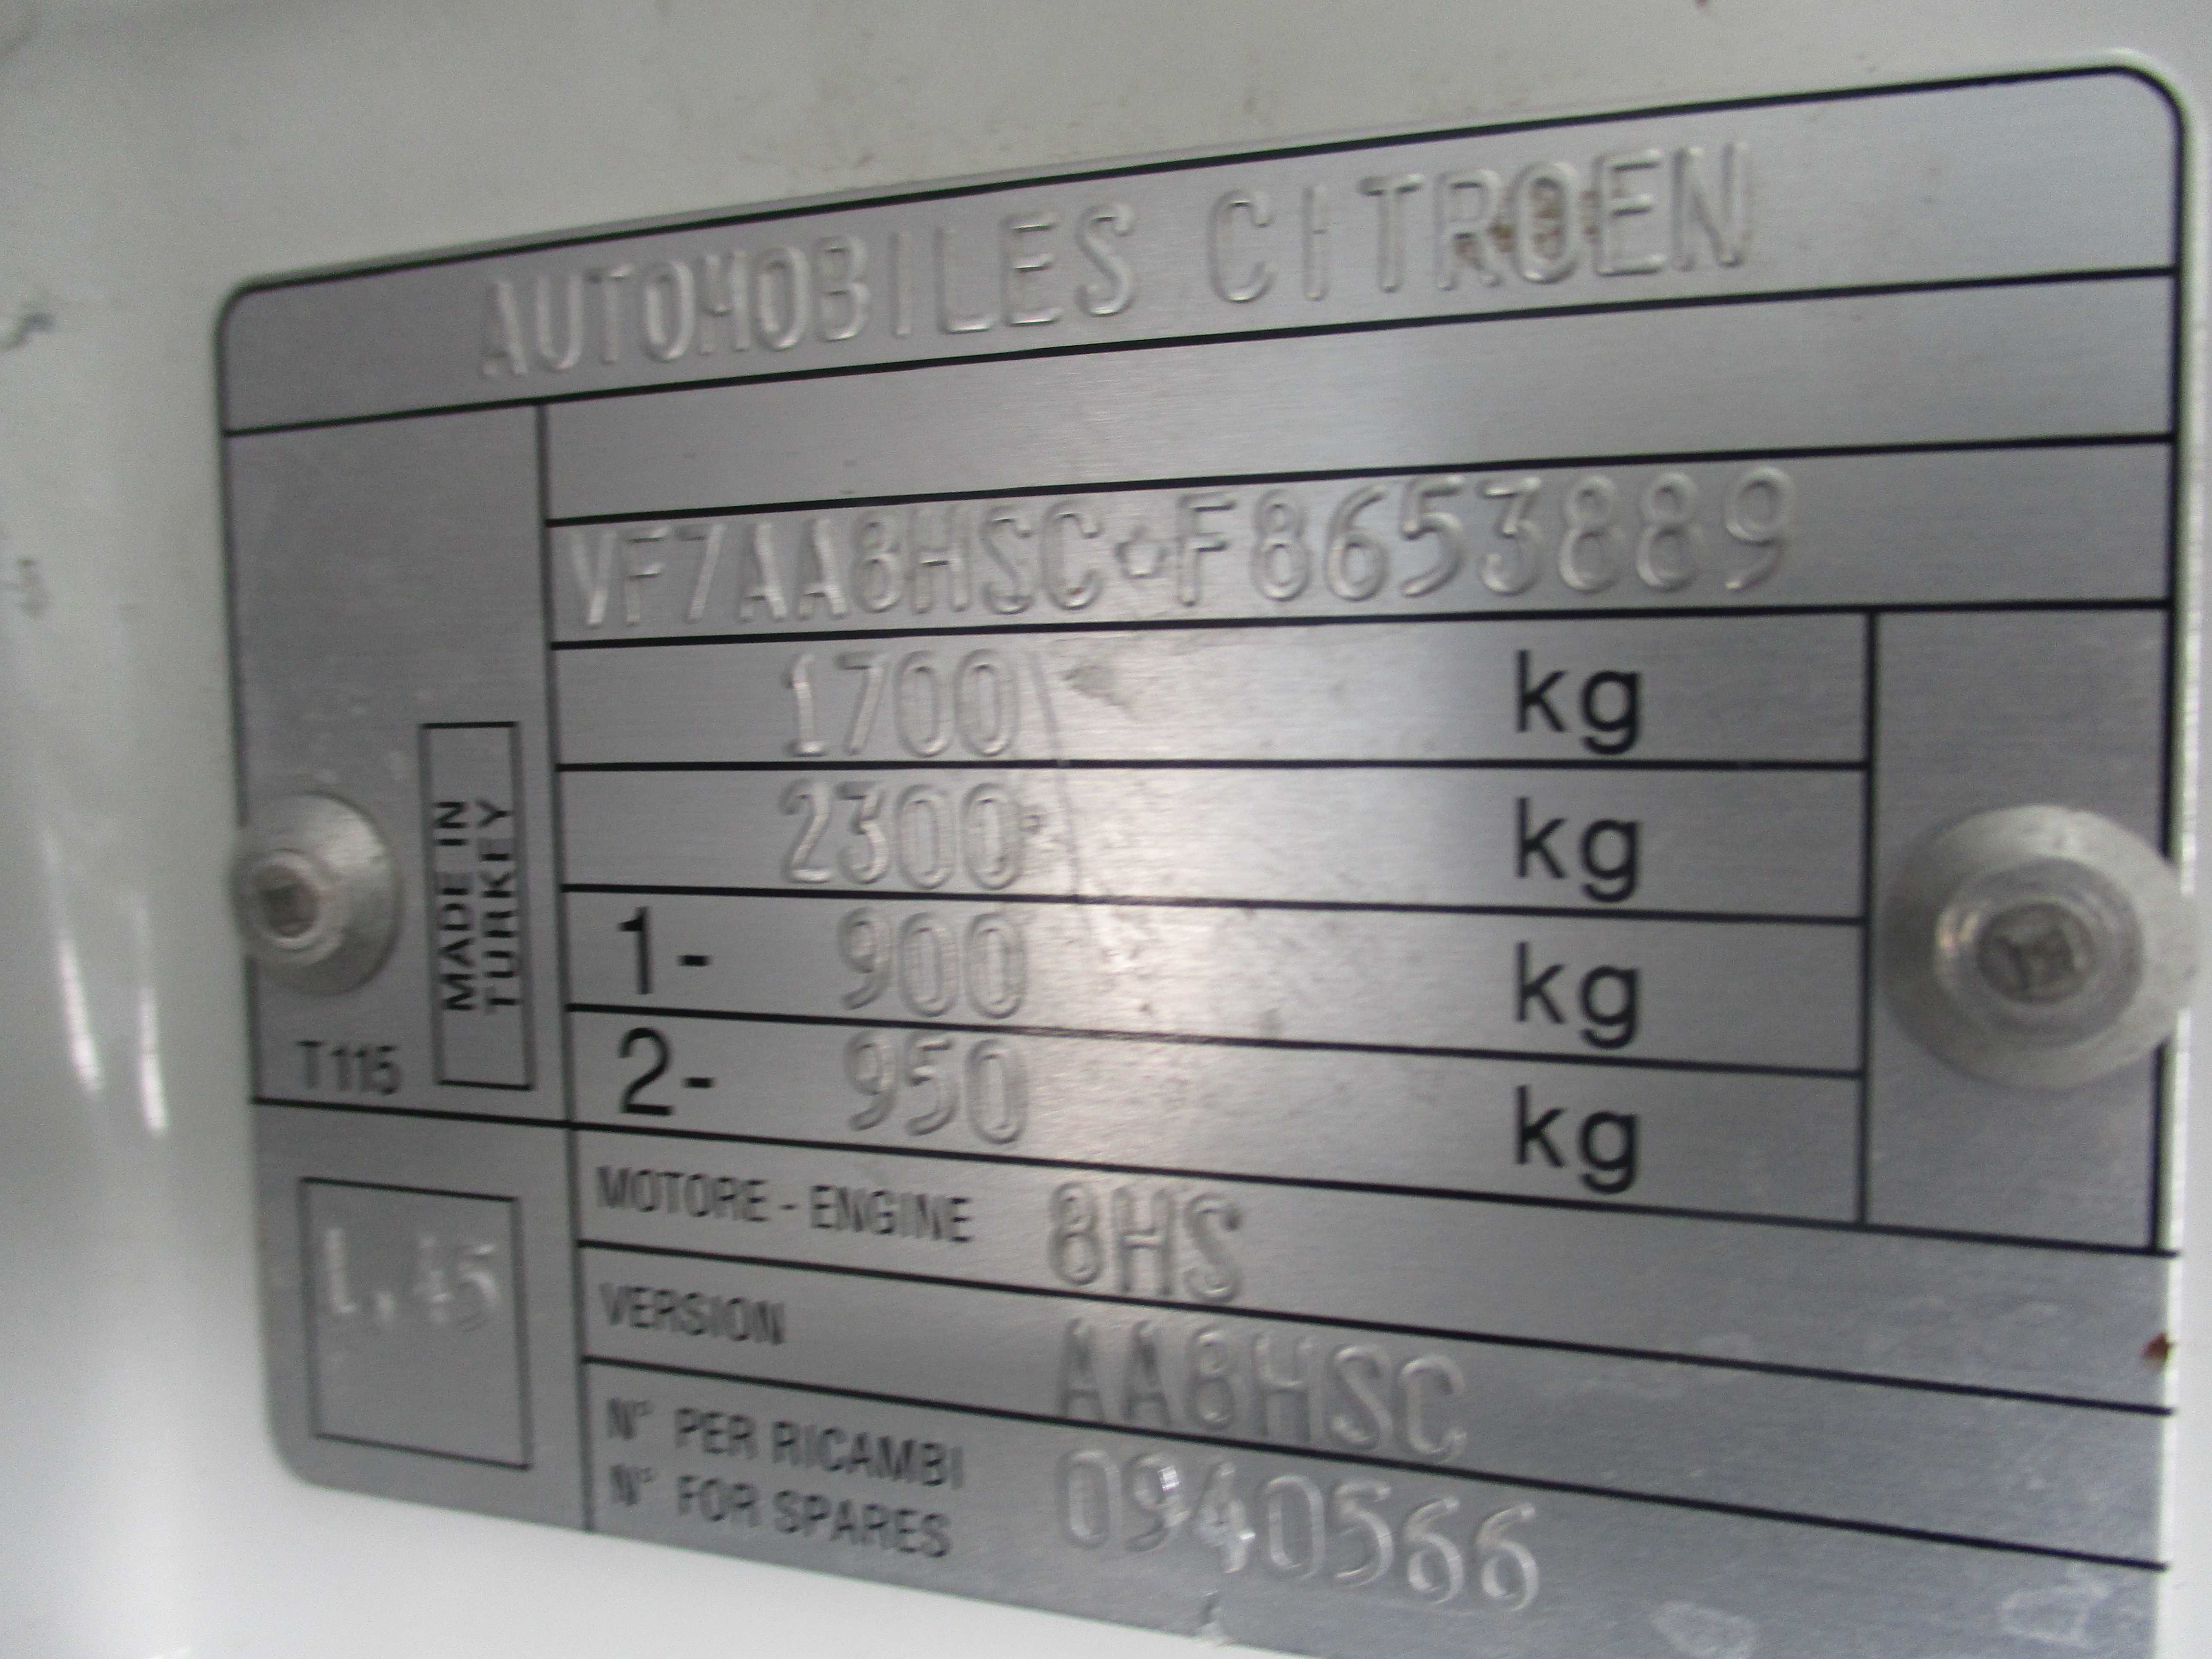 AUTOMOBILES CITROEN
VF7AA8HSC·F8653889
1700 kg
2300 kg
1- 900 kg
2- 950 kg
MADE IN
TURKEY
T115
MOTORE - ENGINE 8HS
VERSION AA8HSC
N° PER RICAMBI
N° FOR SPARES 0940566
1,45